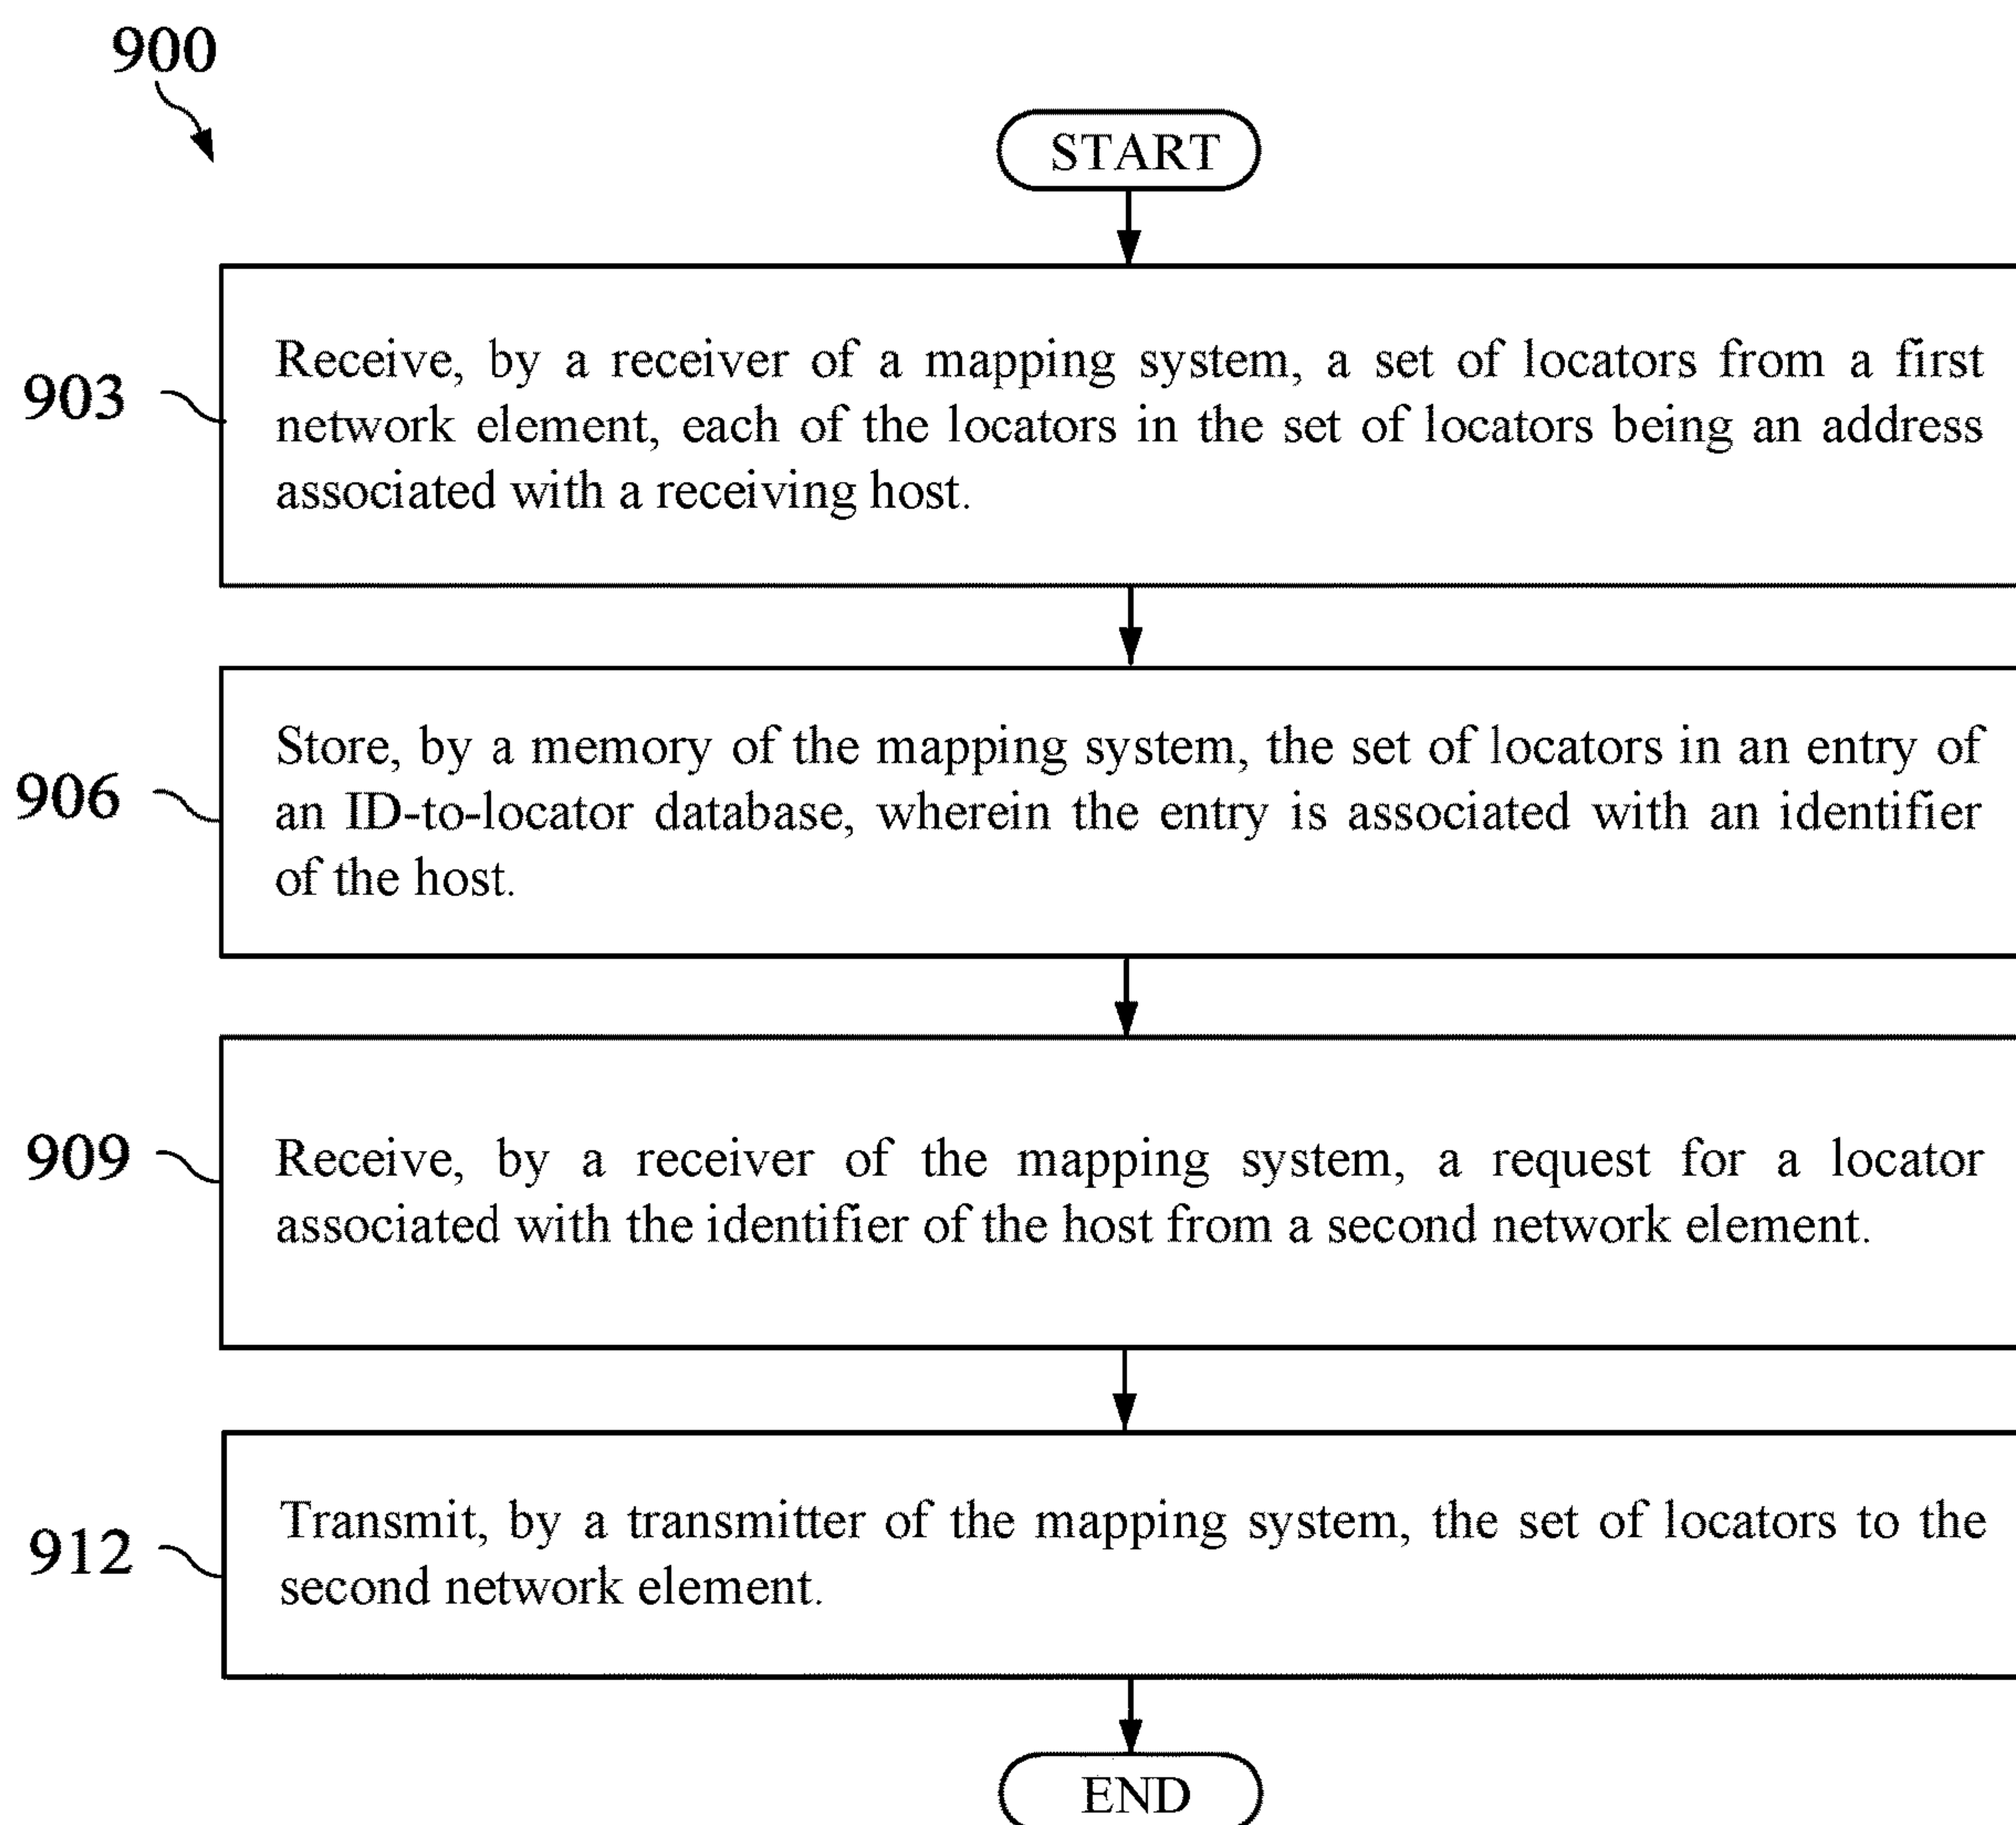 900
START
903
Receive, by a receiver of a mapping system, a set of locators from a first
network element, each of the locators in the set of locators being an address
associated with a receiving host.
906
Store, by a memory of the mapping system, the set of locators in an entry of
an ID-to-locator database, wherein the entry is associated with an identifier
of the host.
909
Receive, by a receiver of the mapping system, a request for a locator
associated with the identifier of the host from a second network element.
912
Transmit, by a transmitter of the mapping system, the set of locators to the
second network element.
END